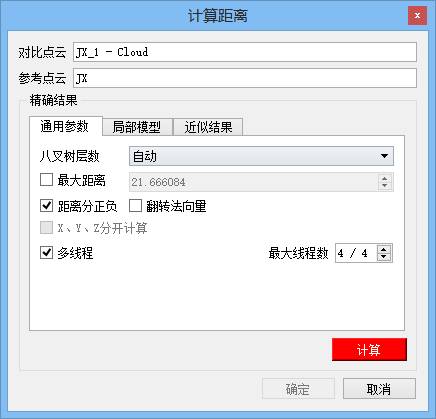 计算距离
x
对比点云 JX_1 - Cloud
参考点云 JX
精确结果
通用参数 局部模型 近似结果
八叉树层数 自动
最大距离 21.666084
距离分正负 翻转法向量
X、Y、Z分开计算
多线程 最大线程数 4 / 4
计算
确定 取消